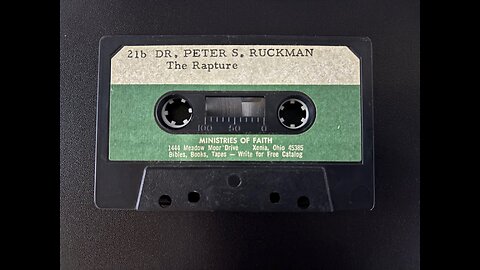 21b DR. PETER S. RUCKMAN
The Rapture
100 50 0
MINISTRIES OF FAITH
1444 Meadow Moor Drive Xenia, Ohio 45385
Bibles, Books, Tapes — Write for Free Catalog